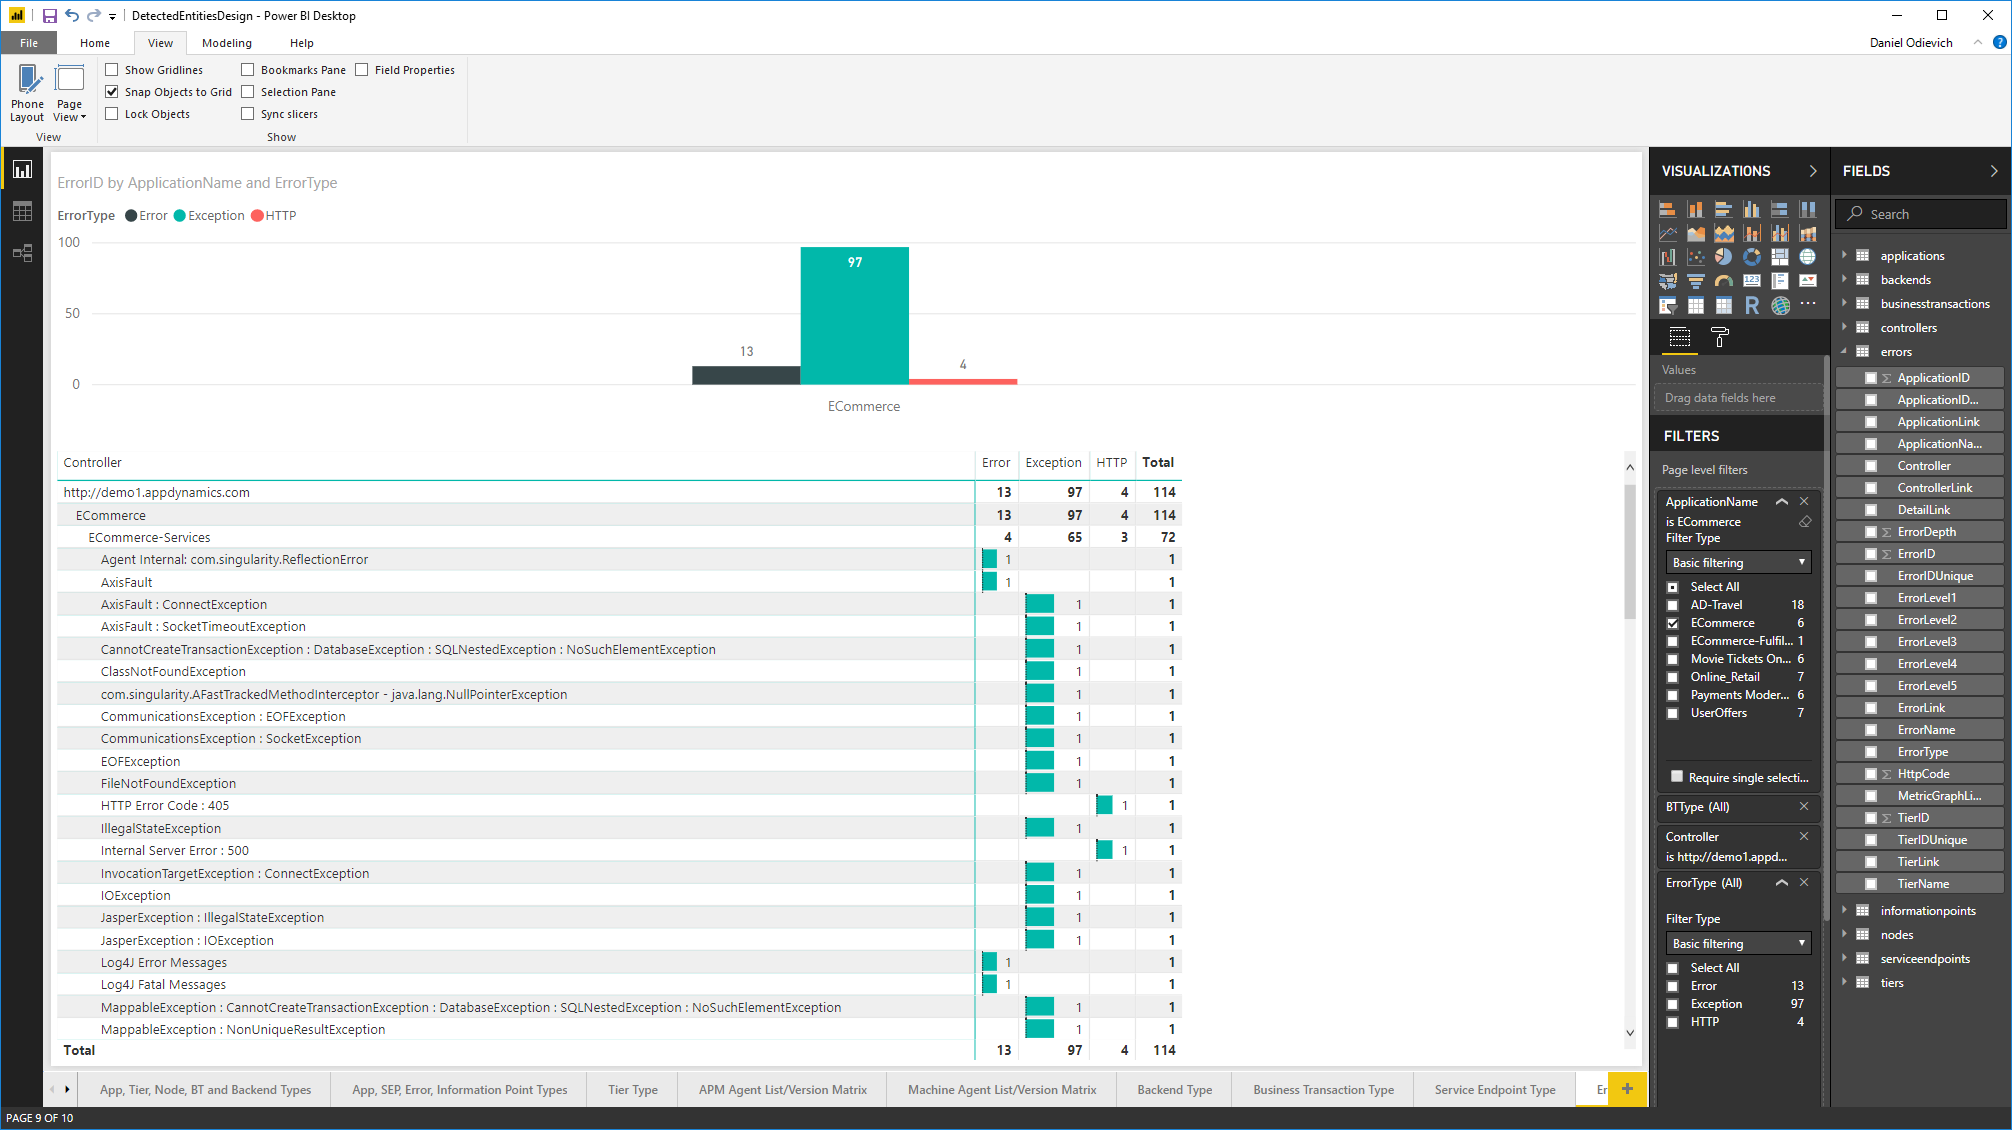 DetectedEntitiesDesign - Power BI Desktop
File Home View Modeling Help
Daniel Odievich
Phone Layout
Page View
Show Gridlines
Snap Objects to Grid
Lock Objects
Bookmarks Pane
Selection Pane
Sync slicers
Field Properties
View
Show
ErrorID by ApplicationName and ErrorType
ErrorType Error Exception HTTP
100
50
0
13
97
4
ECommerce
Controller Error Exception HTTP Total
http://demo1.appdynamics.com 13 97 4 114
ECommerce 13 97 4 114
ECommerce-Services 4 65 3 72
Agent Internal: com.singularity.ReflectionError 1 1
AxisFault 1 1
AxisFault : ConnectException 1 1
AxisFault : SocketTimeoutException 1 1
CannotCreateTransactionException : DatabaseException : SQLNestedException : NoSuchElementException 1 1
ClassNotFoundException 1 1
com.singularity.AFastTrackedMethodInterceptor - java.lang.NullPointerException 1 1
CommunicationsException : EOFException 1 1
CommunicationsException : SocketException 1 1
EOFException 1 1
FileNotFoundException 1 1
HTTP Error Code : 405 1 1
IllegalStateException 1 1
Internal Server Error : 500 1 1
InvocationTargetException : ConnectException 1 1
IOException 1 1
JasperException : IllegalStateException 1 1
JasperException : IOException 1 1
Log4J Error Messages 1 1
Log4J Fatal Messages 1 1
MappableException : CannotCreateTransactionException : DatabaseException : SQLNestedException : NoSuchElementException 1 1
MappableException : NonUniqueResultException 1 1
Total 13 97 4 114
App, Tier, Node, BT and Backend Types
App, SEP, Error, Information Point Types
Tier Type
APM Agent List/Version Matrix
Machine Agent List/Version Matrix
Backend Type
Business Transaction Type
Service Endpoint Type
Er
+
PAGE 9 OF 10
VISUALIZATIONS
123
R
Values
Drag data fields here
FILTERS
Page level filters
ApplicationName
is ECommerce
Filter Type
Basic filtering
Select All
AD-Travel 18
ECommerce 6
ECommerce-Fulfil... 1
Movie Tickets On... 6
Online_Retail 7
Payments Moder... 6
UserOffers 7
Require single selecti...
BTType (All)
Controller
is http://demo1.appd...
ErrorType (All)
Filter Type
Basic filtering
Select All
Error 13
Exception 97
HTTP 4
FIELDS
Search
applications
backends
businesstransactions
controllers
errors
ApplicationID
ApplicationID...
ApplicationLink
ApplicationNa...
Controller
ControllerLink
DetailLink
ErrorDepth
ErrorID
ErrorIDUnique
ErrorLevel1
ErrorLevel2
ErrorLevel3
ErrorLevel4
ErrorLevel5
ErrorLink
ErrorName
ErrorType
HttpCode
MetricGraphLi...
TierID
TierIDUnique
TierLink
TierName
informationpoints
nodes
serviceendpoints
tiers